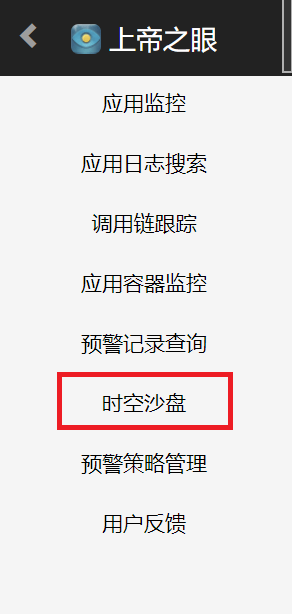 上帝之眼
应用监控
应用日志搜索
调用链跟踪
应用容器监控
预警记录查询
时空沙盘
预警策略管理
用户反馈